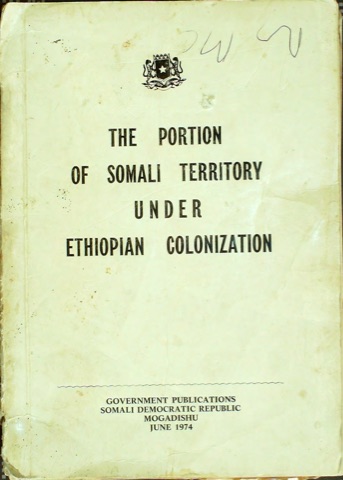 THE PORTION
OF SOMALI TERRITORY
UNDER
ETHIOPIAN COLONIZATION
GOVERNMENT PUBLICATIONS
SOMALI DEMOCRATIC REPUBLIC
MOGADISHU
JUNE 1974